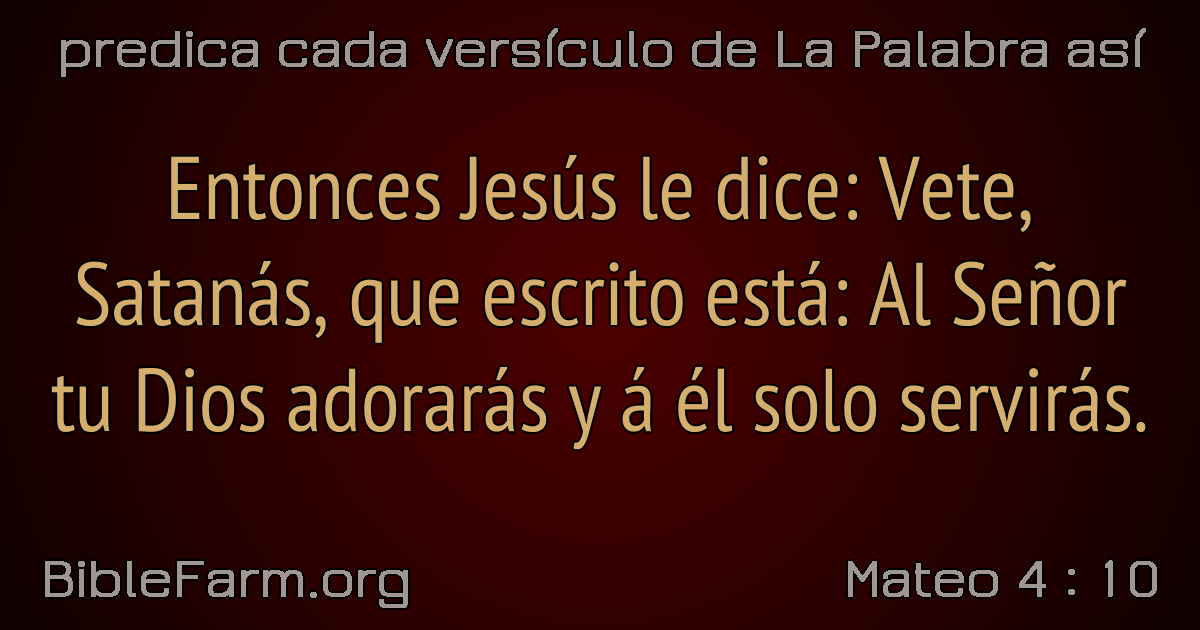 predica cada versículo de La Palabra así
Entonces Jesús le dice: Vete,
Satanás, que escrito está: Al Señor
tu Dios adorarás y á él solo servirás.
BibleFarm.org
Mateo 4 : 10